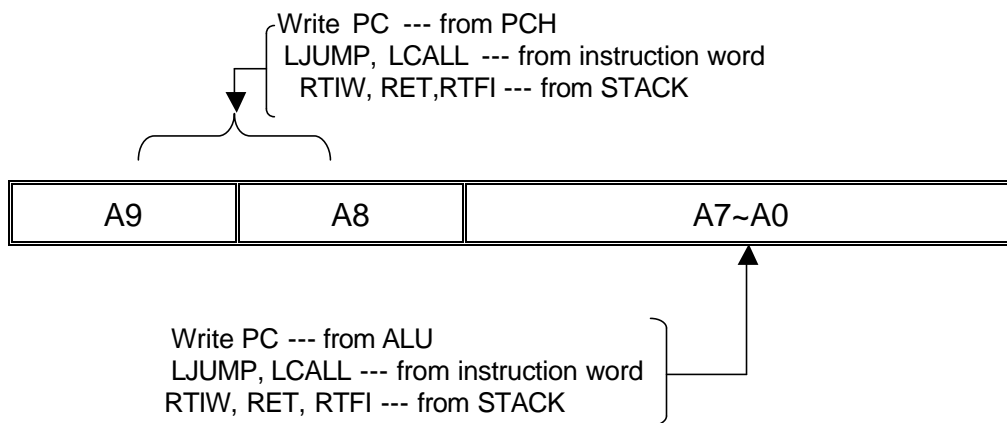 Write PC --- from PCH
LJUMP, LCALL --- from instruction word
RTIW, RET,RTFI --- from STACK
A9 A8 A7~A0
Write PC --- from ALU
LJUMP, LCALL --- from instruction word
RTIW, RET, RTFI --- from STACK